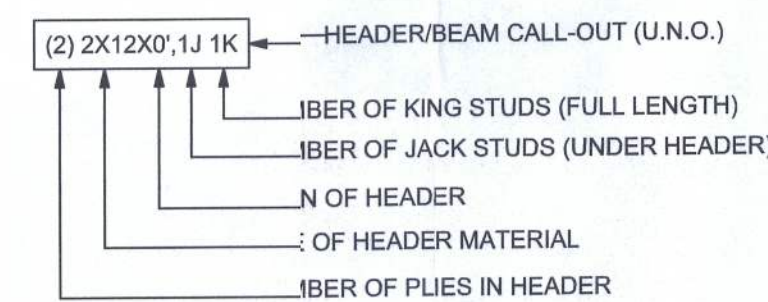 (2) 2X12X0',1J 1K
HEADER/BEAM CALL-OUT (U.N.O.)
IBER OF KING STUDS (FULL LENGTH)
IBER OF JACK STUDS (UNDER HEADER)
N OF HEADER
OF HEADER MATERIAL
IBER OF PLIES IN HEADER